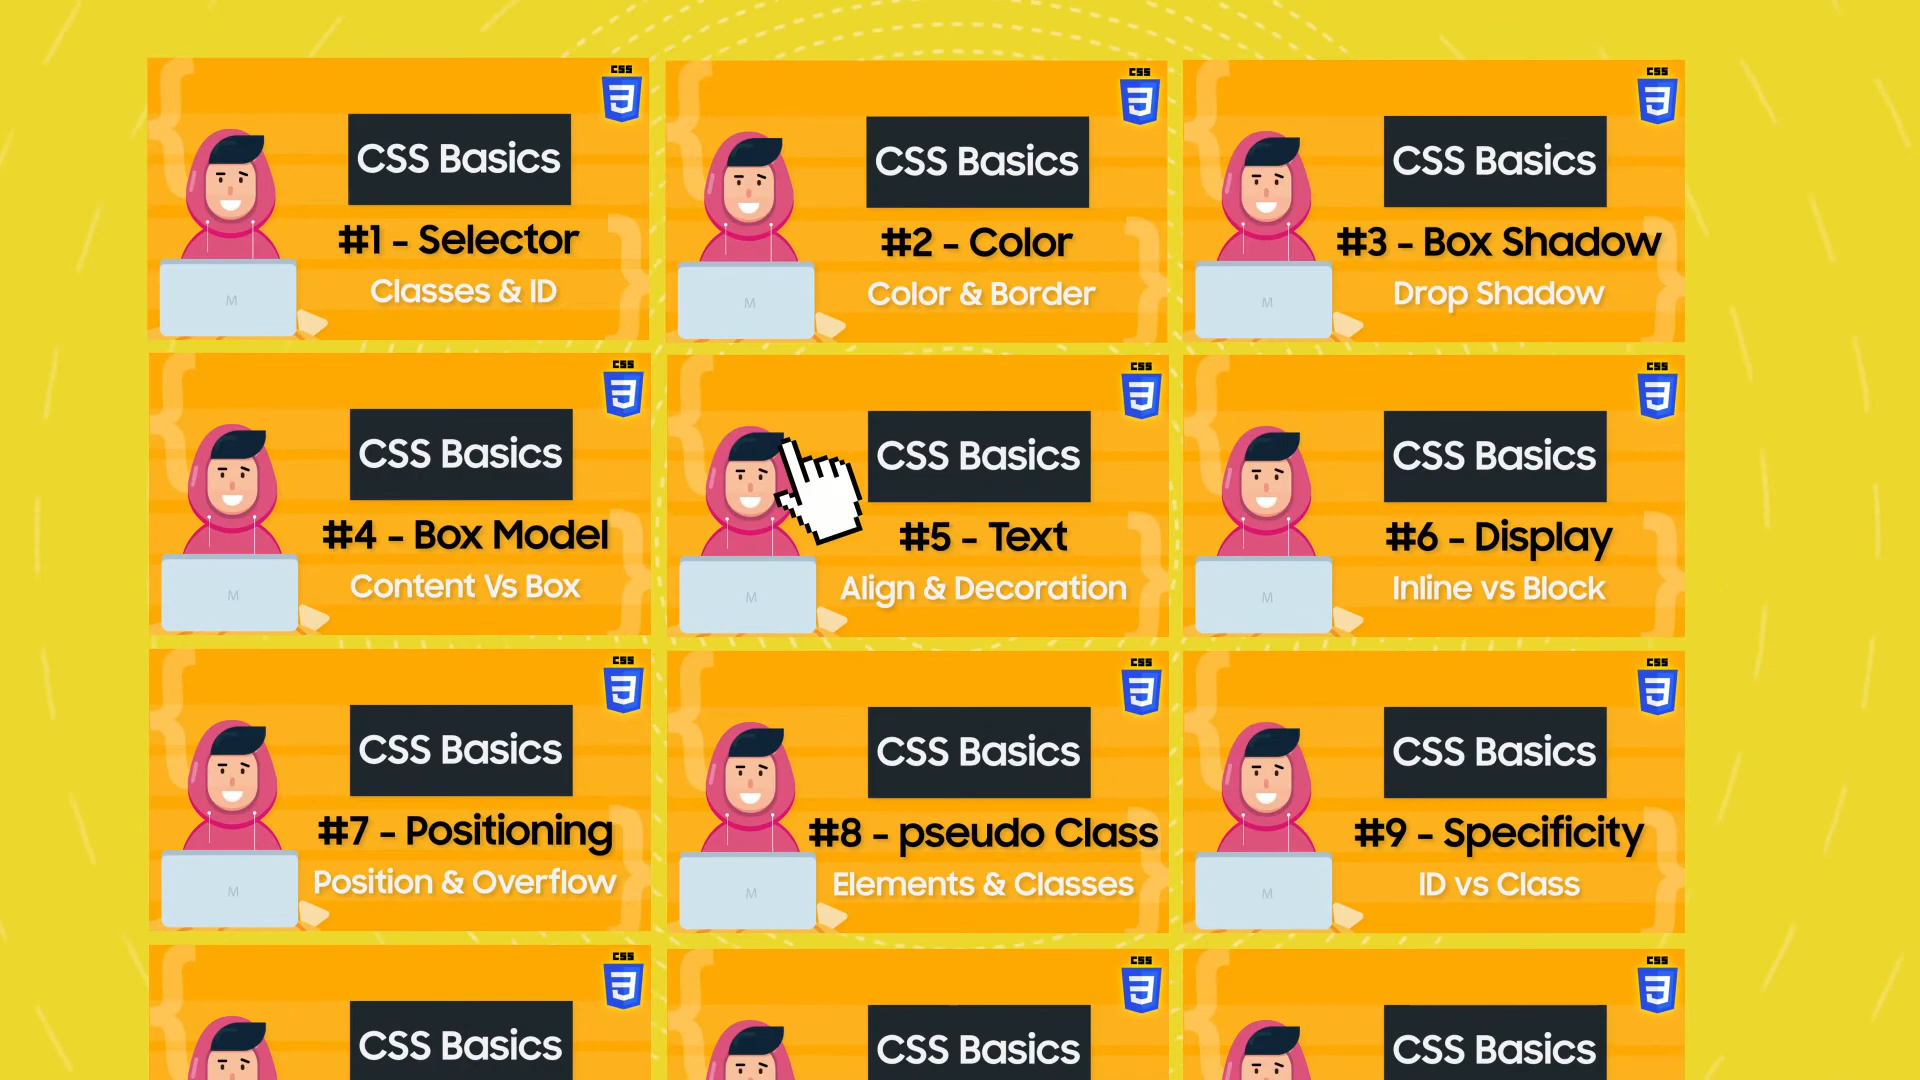 CSS
CSS Basics
#1 - Selector
Classes & ID
M
CSS
CSS Basics
#2 - Color
Color & Border
M
CSS
CSS Basics
#3 - Box Shadow
Drop Shadow
M
CSS
CSS Basics
#4 - Box Model
Content Vs Box
M
CSS
CSS Basics
#5 - Text
Align & Decoration
M
CSS
CSS Basics
#6 - Display
Inline vs Block
M
CSS
CSS Basics
#7 - Positioning
Position & Overflow
M
CSS
CSS Basics
#8 - pseudo Class
Elements & Classes
M
CSS
CSS Basics
#9 - Specificity
ID vs Class
M
CSS
CSS Basics
CSS
CSS Basics
CSS
CSS Basics